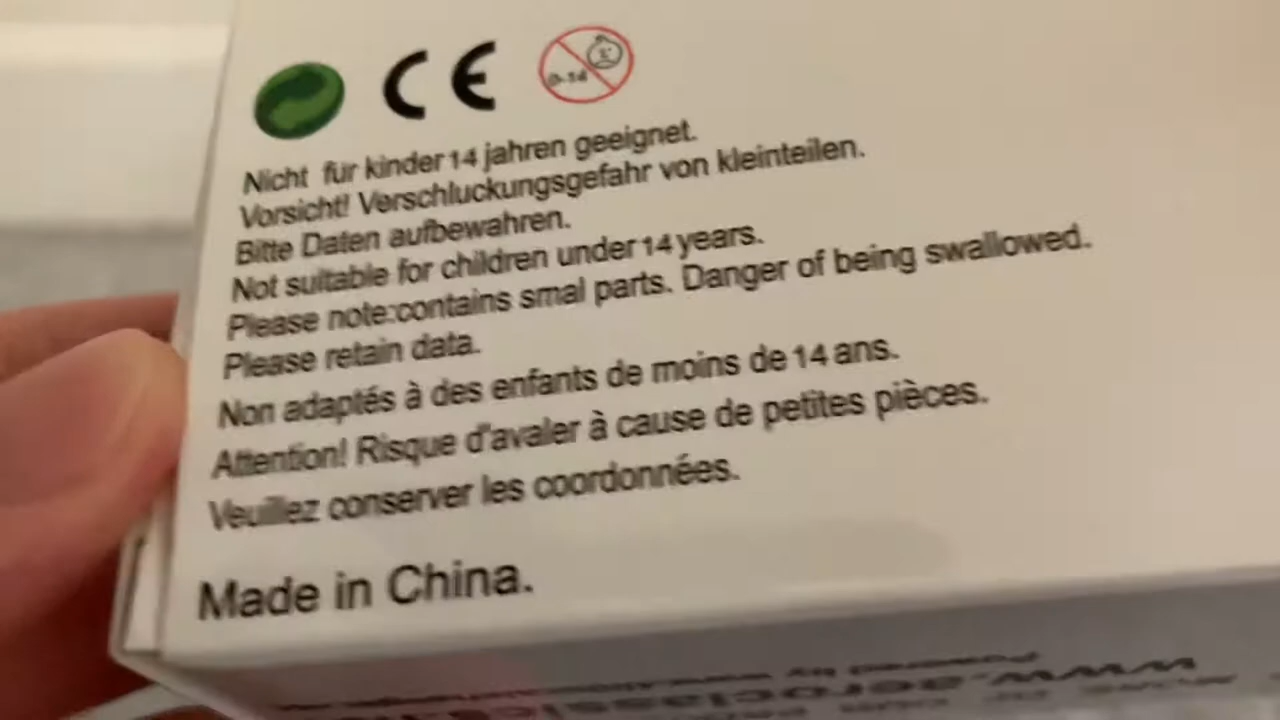 CE
0-14
Nicht für kinder 14 jahren geeignet.
Vorsicht! Verschluckungsgefahr von kleinteilen.
Bitte Daten aufbewahren.
Not suitable for children under 14 years.
Please note:contains smal parts. Danger of being swallowed.
Please retain data.
Non adaptés à des enfants de moins de 14 ans.
Attention! Risque d'avaler à cause de petites pièces.
Veuillez conserver les coordonnées.
Made in China.